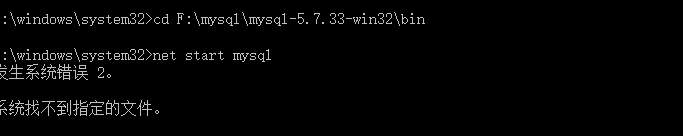 :\windows\system32>cd F:\mysql\mysql-5.7.33-win32\bin
:\windows\system32>net start mysql
发生系统错误 2。
系统找不到指定的文件。